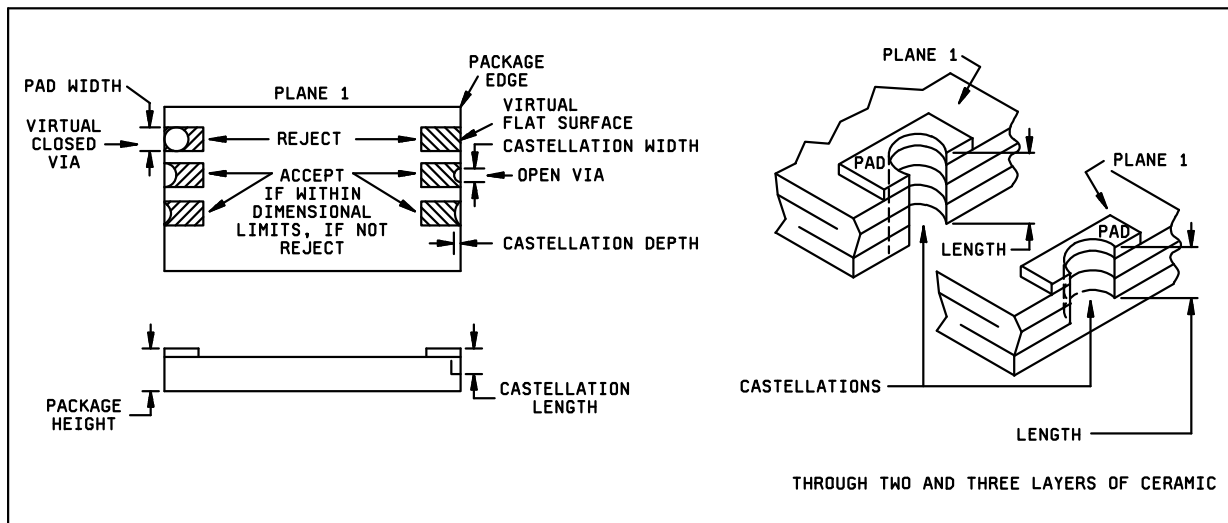 PAD WIDTH
VIRTUAL
CLOSED
VIA
PLANE 1
REJECT
ACCEPT
IF WITHIN
DIMENSIONAL
LIMITS, IF NOT
REJECT
PACKAGE
EDGE
VIRTUAL
FLAT SURFACE
CASTELLATION WIDTH
OPEN VIA
CASTELLATION DEPTH
PACKAGE
HEIGHT
CASTELLATION
LENGTH
PLANE 1
PAD
LENGTH
PLANE 1
PAD
CASTELLATIONS
LENGTH
THROUGH TWO AND THREE LAYERS OF CERAMIC